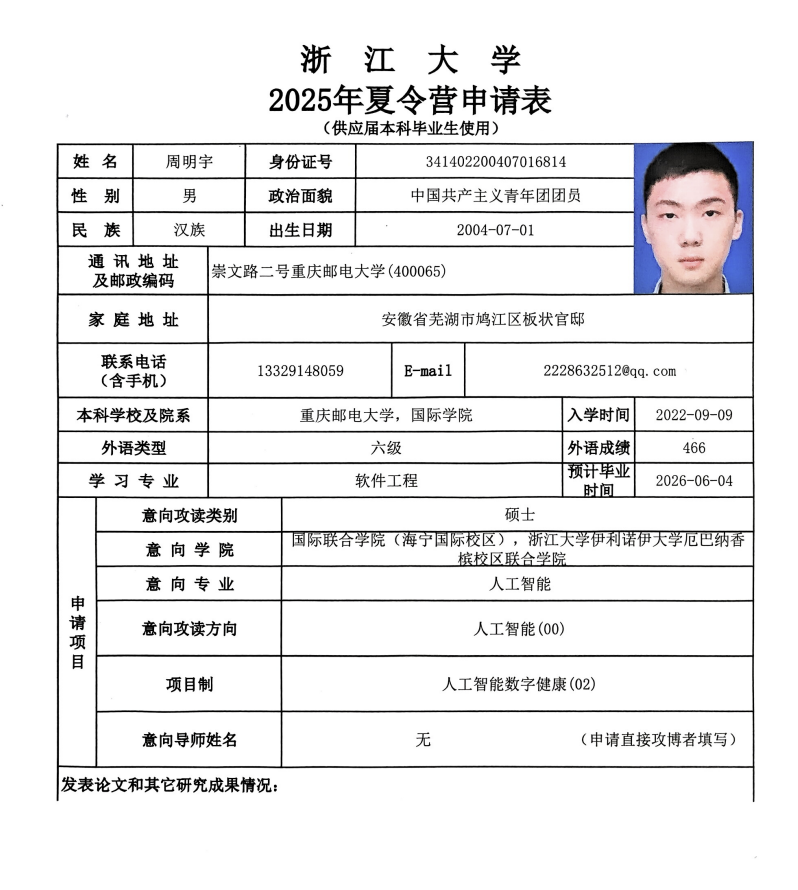 浙 江 大 学
2025年夏令营申请表
（供应届本科毕业生使用）
姓 名 周明宇 身份证号 341402200407016814
性 别 男 政治面貌 中国共产主义青年团团员
民 族 汉族 出生日期 2004-07-01
通 讯 地 址
及邮政编码 崇文路二号重庆邮电大学(400065)
家 庭 地 址 安徽省芜湖市鸠江区板状官邸
联系电话
（含手机） 13329148059 E-mail 2228632512@qq.com
本科学校及院系 重庆邮电大学，国际学院 入学时间 2022-09-09
外语类型 六级 外语成绩 466
学 习 专 业 软件工程 预计毕业
时间 2026-06-04
申请项目
意向攻读类别 硕士
意 向 学 院 国际联合学院（海宁国际校区），浙江大学伊利诺伊大学厄巴纳香
槟校区联合学院
意 向 专 业 人工智能
意向攻读方向 人工智能(00)
项目制 人工智能数字健康(02)
意向导师姓名 无 （申请直接攻博者填写）
发表论文和其它研究成果情况：